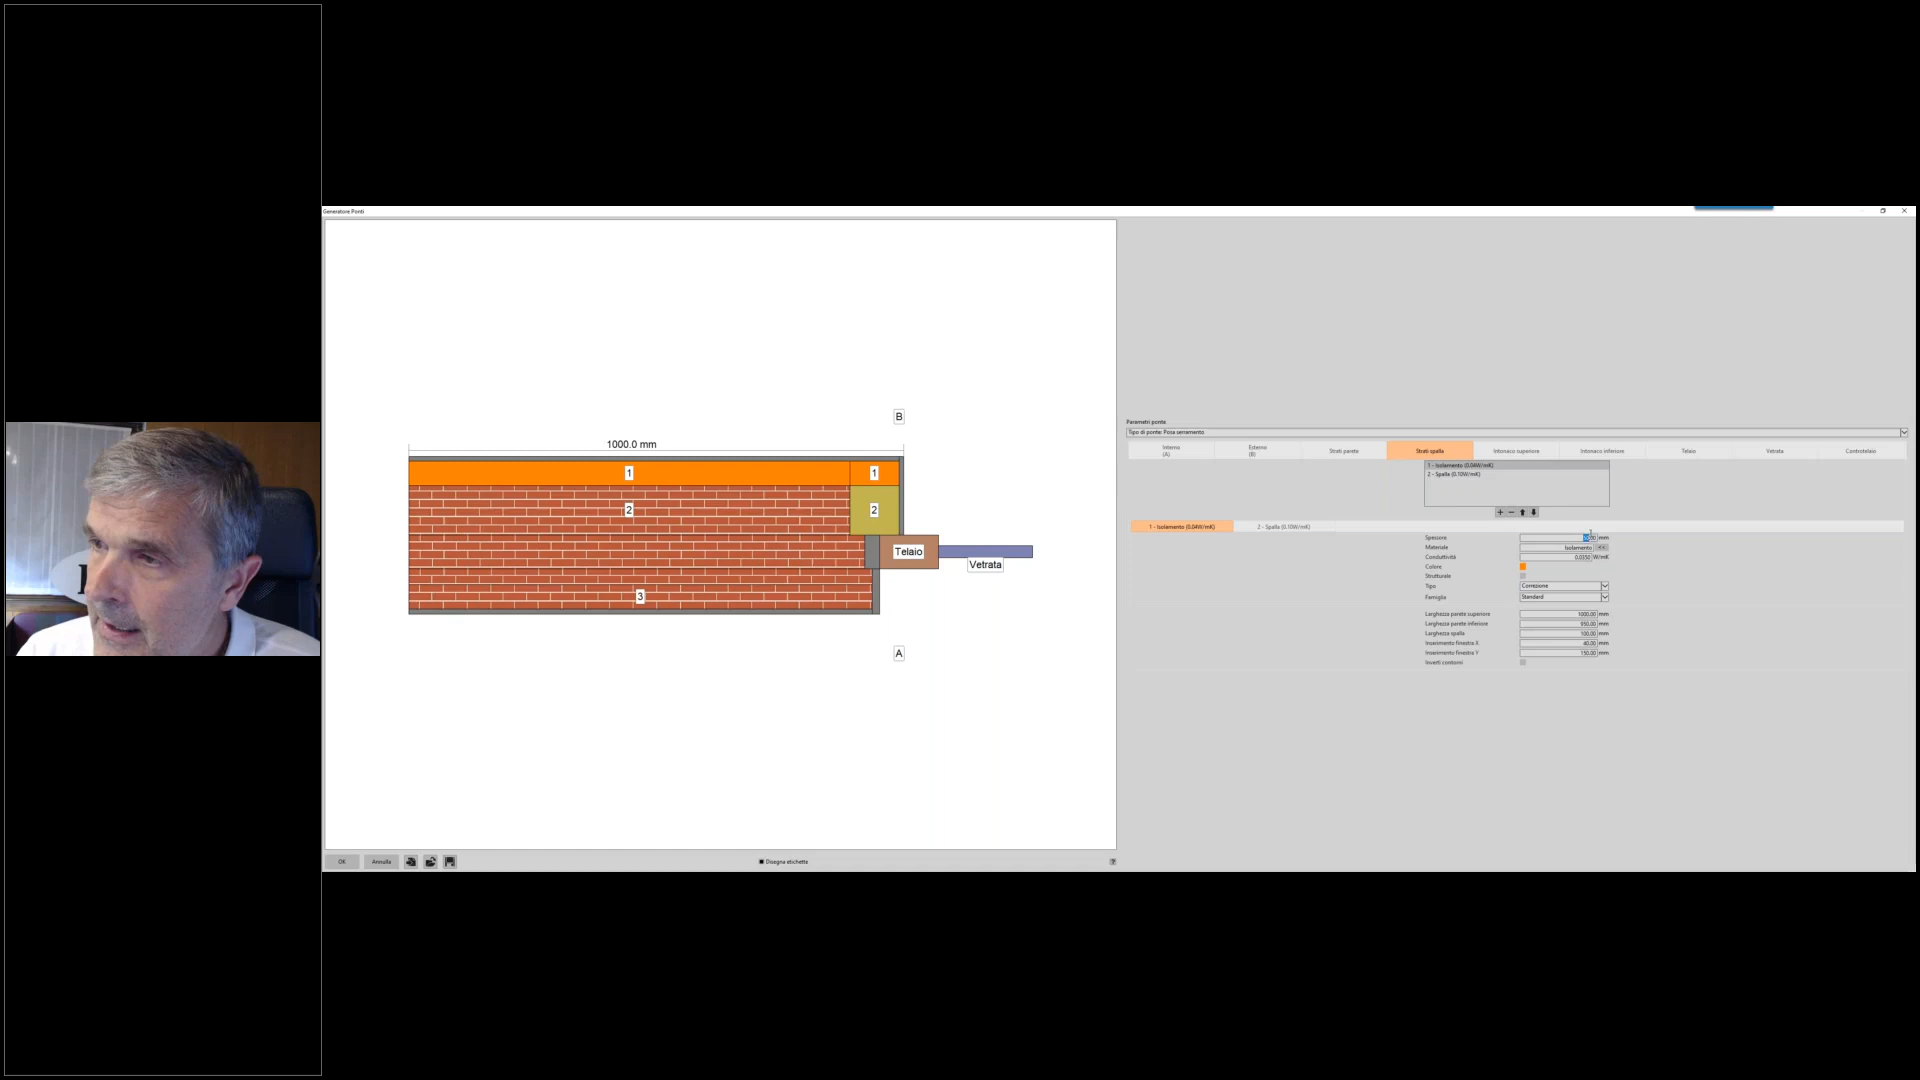 Generatore Ponti
B
1000.0 mm
1
1
2
2
Telaio
Vetrata
3
A
OK
Annulla
Disegna etichette
Parametri ponte
Tipo di ponte: Posa serramento
Interno
(A)
Esterno
(B)
Strati parete
Strati spalla
Intonaco superiore
Intonaco inferiore
Telaio
Vetrata
Controtelaio
1 - Isolamento (0.04W/mK)
2 - Spalla (0.10W/mK)
1 - Isolamento (0.04W/mK)
2 - Spalla (0.10W/mK)
Spessore
mm
Materiale
Isolamento <<
Conduttività
0.0350 W/mK
Colore
Strutturale
Tipo
Correzione
Famiglia
Standard
Larghezza parete superiore
1000.00 mm
Larghezza parete inferiore
950.00 mm
Larghezza spalla
100.00 mm
Inserimento finestra X
40.00 mm
Inserimento finestra Y
150.00 mm
Inverti contorni